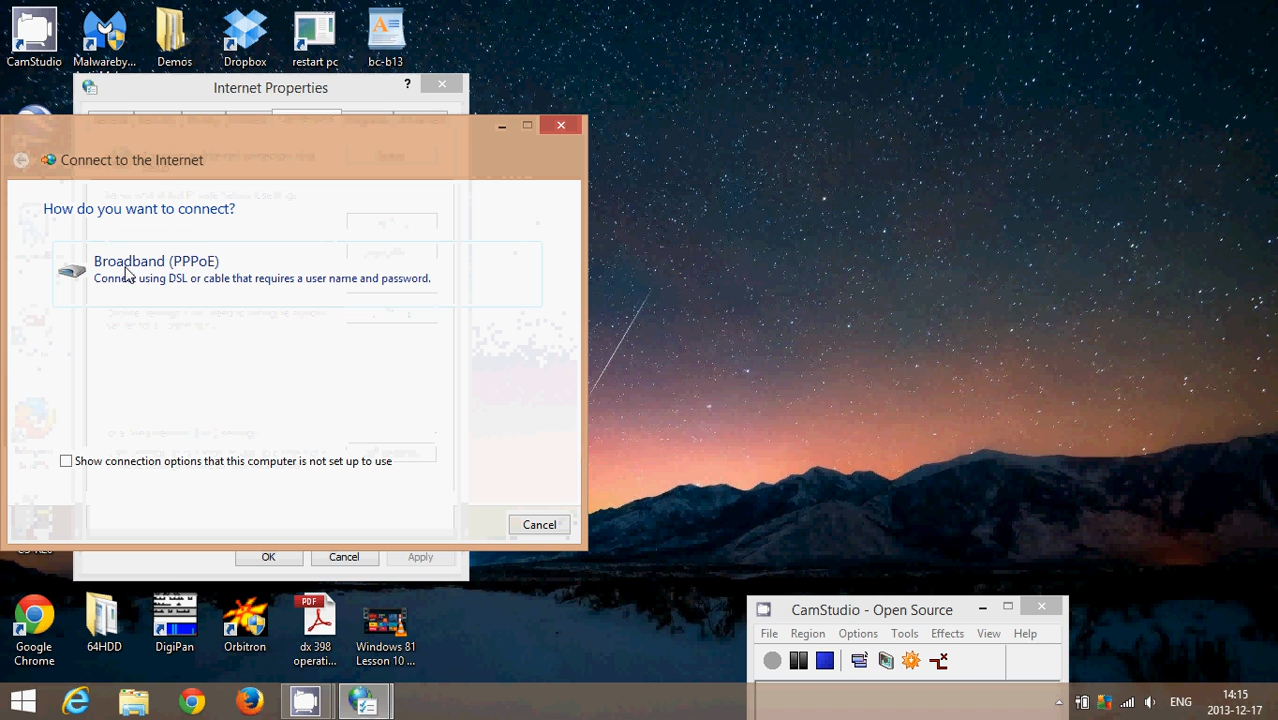 CamStudio
Malwareby...
Demos
Dropbox
restart pc
bc-b13
Internet Properties
?
Connect to the Internet
How do you want to connect?
Broadband (PPPoE)
Connect using DSL or cable that requires a user name and password.
Show connection options that this computer is not set up to use
Cancel
OK
Cancel
Apply
CamStudio - Open Source
File
Region
Options
Tools
Effects
View
Help
Google
Chrome
64HDD
DigiPan
Orbitron
PDF
dx 398
operati...
Windows 81
Lesson 10 ...
ENG
14:15
2013-12-17